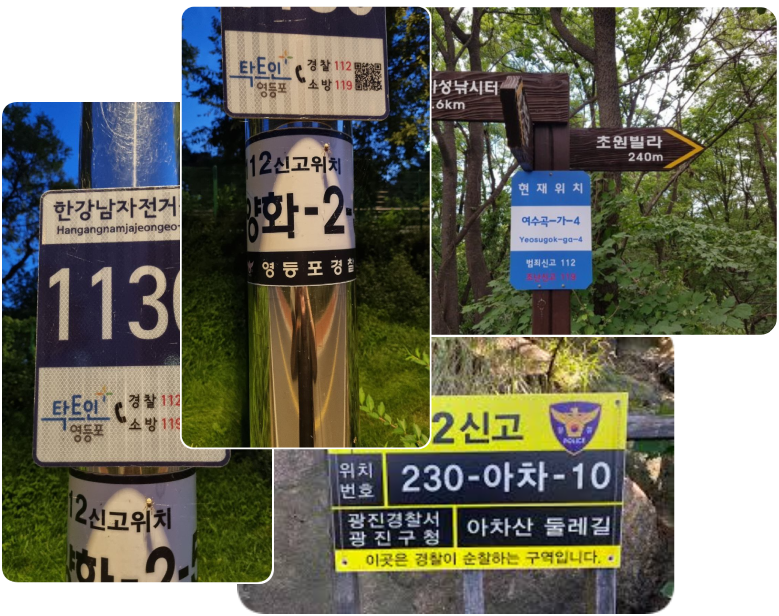 한강남자전거
Hangangnamjajeongeo
1130
타E인
영등포
경찰 112
소방 119
12신고위치
양화-2-
타E인
영등포
경찰 112
소방 119
12신고위치
양화-2-
영등포경찰
낚시터
.6km
초원빌라
240m
현재위치
여수곡-가-4
Yeosugok-ga-4
범죄신고 112
2신고
POLICE
위치
번호
230-아차-10
광진경찰서
광진구청
아차산 둘레길
이곳은 경찰이 순찰하는 구역입니다.